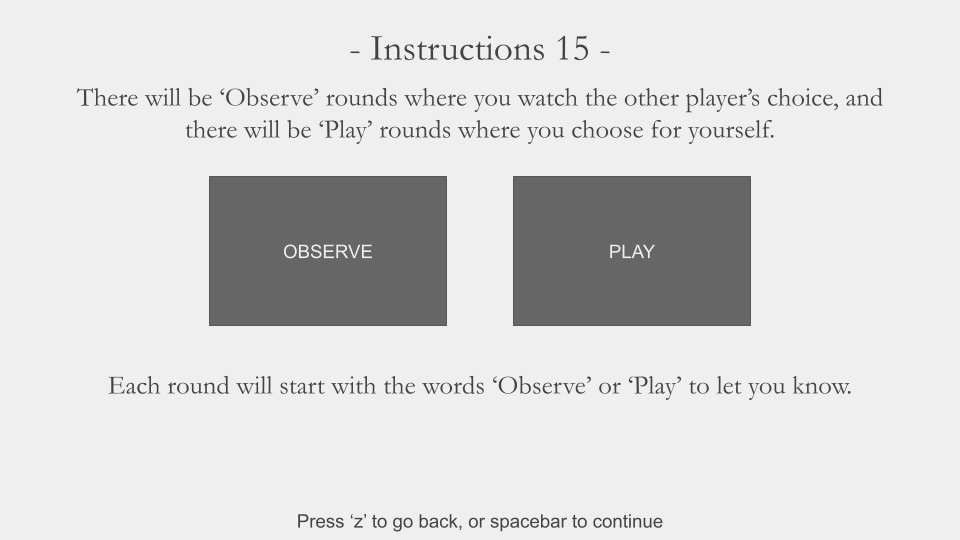 - Instructions 15 -
There will be ‘Observe’ rounds where you watch the other player’s choice, and
there will be ‘Play’ rounds where you choose for yourself.
OBSERVE
PLAY
Each round will start with the words ‘Observe’ or ‘Play’ to let you know.
Press ‘z’ to go back, or spacebar to continue